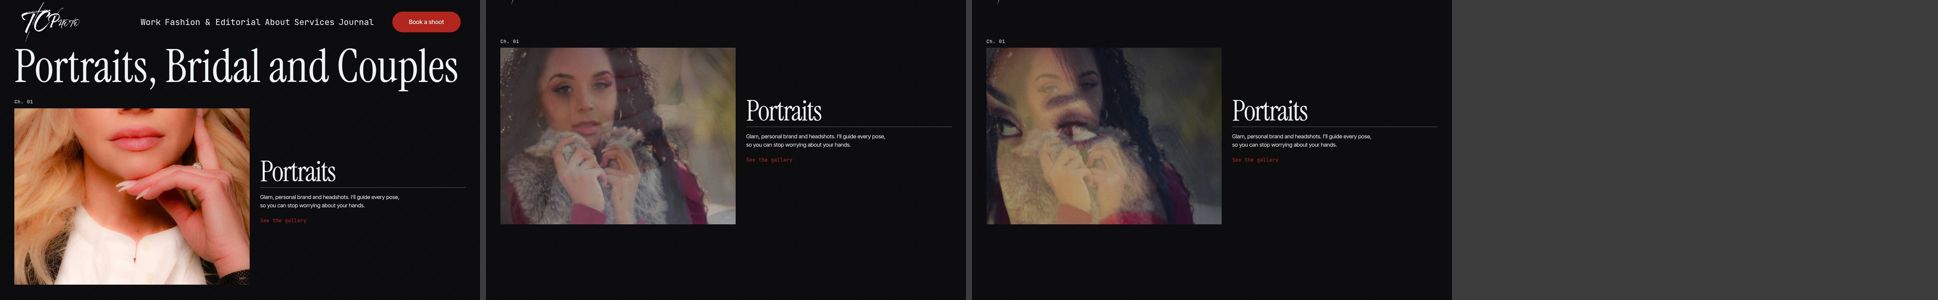 TCPHOTO
Work Fashion & Editorial About Services Journal
Book a shoot
Portraits, Bridal and Couples
Ch. 01
Portraits
Glam, personal brand and headshots. I'll guide every pose,
so you can stop worrying about your hands.
See the gallery
Ch. 01
Portraits
Glam, personal brand and headshots. I'll guide every pose,
so you can stop worrying about your hands.
See the gallery
Ch. 01
Portraits
Glam, personal brand and headshots. I'll guide every pose,
so you can stop worrying about your hands.
See the gallery